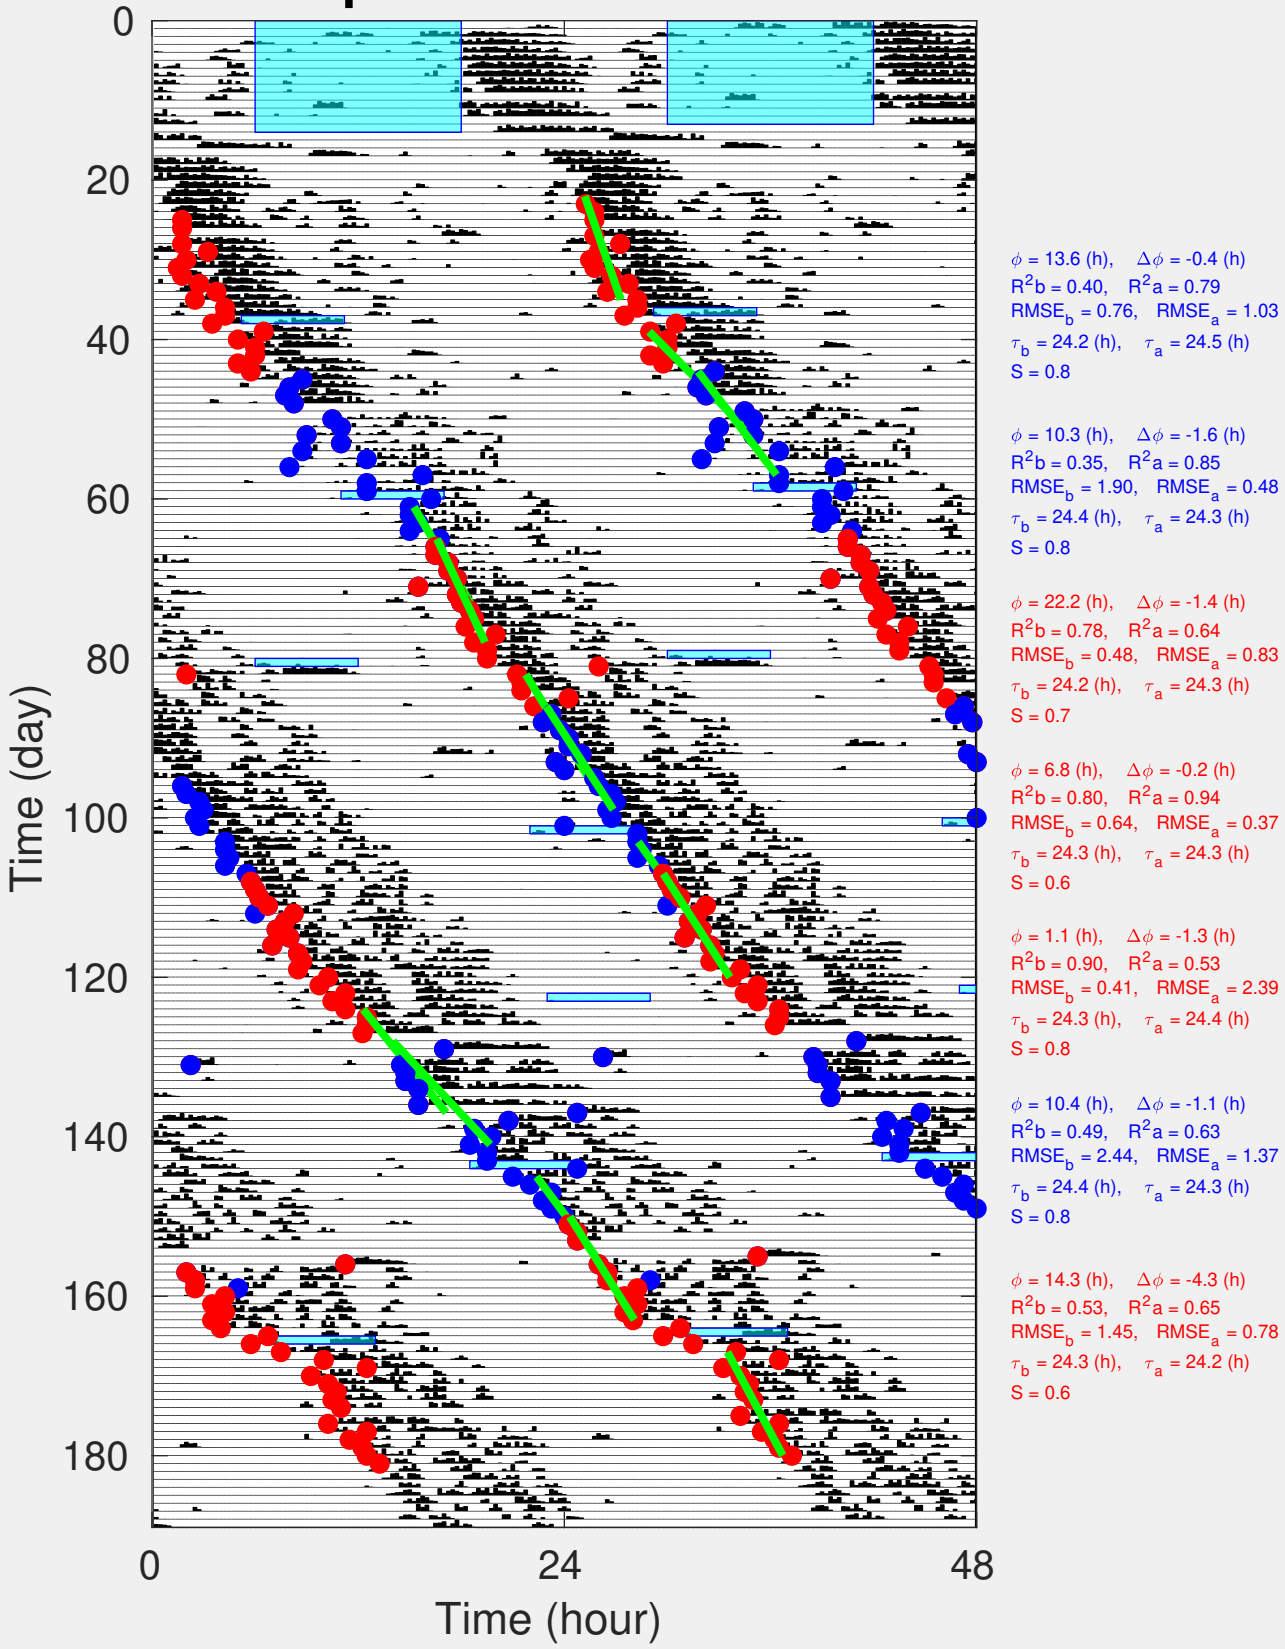 0
20
40
60
80
100
120
140
160
180
Time (day)
0
24
48
Time (hour)
ϕ = 13.6 (h), Δϕ = -0.4 (h)
R²b = 0.40, R²a = 0.79
RMSE_b = 0.76, RMSE_a = 1.03
τ_b = 24.2 (h), τ_a = 24.5 (h)
S = 0.8
ϕ = 10.3 (h), Δϕ = -1.6 (h)
R²b = 0.35, R²a = 0.85
RMSE_b = 1.90, RMSE_a = 0.48
τ_b = 24.4 (h), τ_a = 24.3 (h)
S = 0.8
ϕ = 22.2 (h), Δϕ = -1.4 (h)
R²b = 0.78, R²a = 0.64
RMSE_b = 0.48, RMSE_a = 0.83
τ_b = 24.2 (h), τ_a = 24.3 (h)
S = 0.7
ϕ = 6.8 (h), Δϕ = -0.2 (h)
R²b = 0.80, R²a = 0.94
RMSE_b = 0.64, RMSE_a = 0.37
τ_b = 24.3 (h), τ_a = 24.3 (h)
S = 0.6
ϕ = 1.1 (h), Δϕ = -1.3 (h)
R²b = 0.90, R²a = 0.53
RMSE_b = 0.41, RMSE_a = 2.39
τ_b = 24.3 (h), τ_a = 24.4 (h)
S = 0.8
ϕ = 10.4 (h), Δϕ = -1.1 (h)
R²b = 0.49, R²a = 0.63
RMSE_b = 2.44, RMSE_a = 1.37
τ_b = 24.4 (h), τ_a = 24.3 (h)
S = 0.8
ϕ = 14.3 (h), Δϕ = -4.3 (h)
R²b = 0.53, R²a = 0.65
RMSE_b = 1.45, RMSE_a = 0.78
τ_b = 24.3 (h), τ_a = 24.2 (h)
S = 0.6